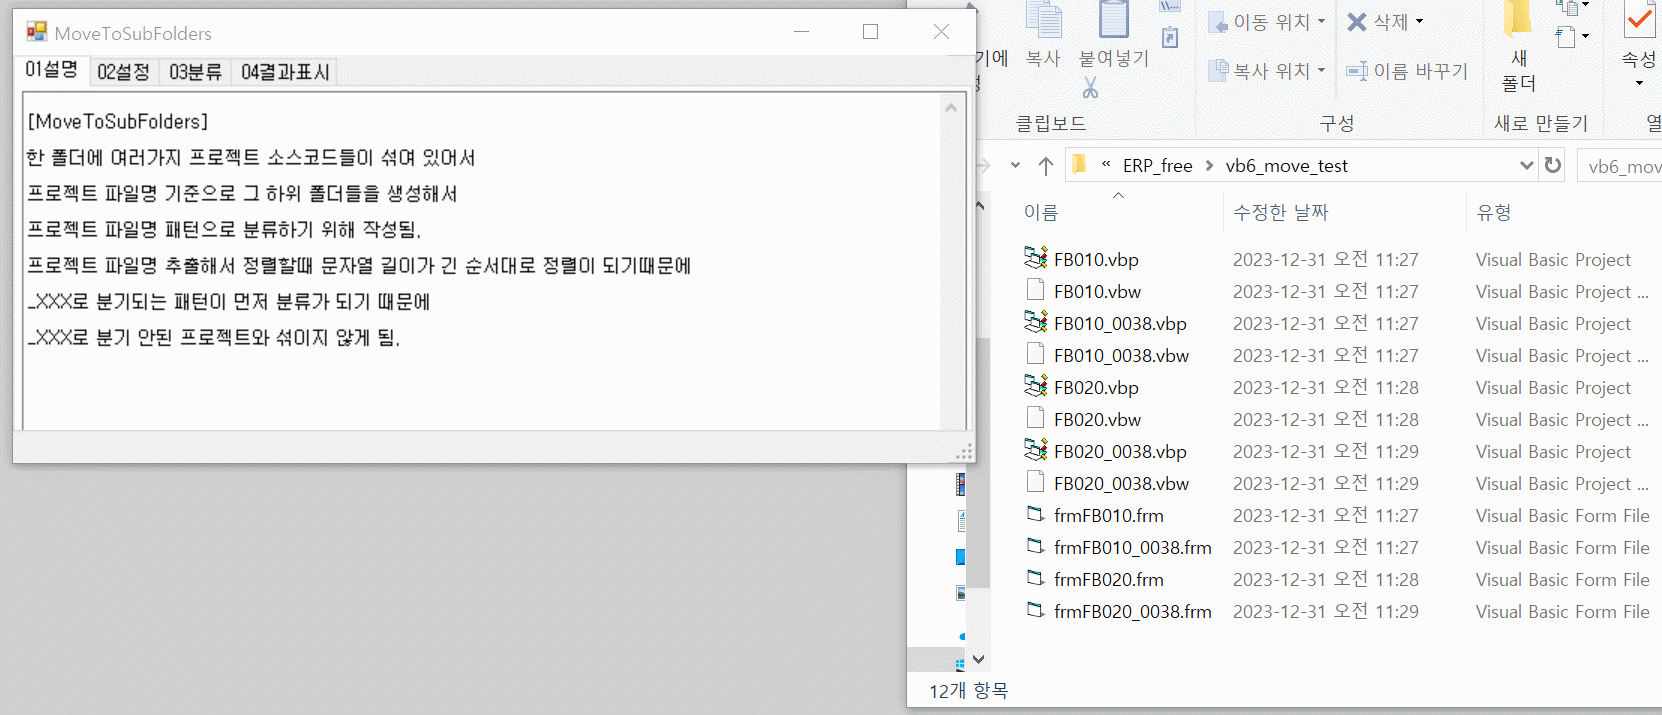 MoveToSubFolders
01설명
02설정
03분류
04결과표시
[MoveToSubFolders]
한 폴더에 여러가지 프로젝트 소스코드들이 섞여 있어서
프로젝트 파일명 기준으로 그 하위 폴더들을 생성해서
프로젝트 파일명 패턴으로 분류하기 위해 작성됨.
프로젝트 파일명 추출해서 정렬할때 문자열 길이가 긴 순서대로 정렬이 되기때문에
_XXX로 분기되는 패턴이 먼저 분류가 되기 때문에
_XXX로 분기 안된 프로젝트와 섞이지 않게 됨.
기에
복사
붙여넣기
클립보드
이동 위치
복사 위치
삭제
이름 바꾸기
구성
새
폴더
새로 만들기
속성
열
« ERP_free > vb6_move_test
vb6_mov
이름 수정한 날짜 유형
FB010.vbp 2023-12-31 오전 11:27 Visual Basic Project
FB010.vbw 2023-12-31 오전 11:27 Visual Basic Project ...
FB010_0038.vbp 2023-12-31 오전 11:27 Visual Basic Project
FB010_0038.vbw 2023-12-31 오전 11:27 Visual Basic Project ...
FB020.vbp 2023-12-31 오전 11:28 Visual Basic Project
FB020.vbw 2023-12-31 오전 11:28 Visual Basic Project ...
FB020_0038.vbp 2023-12-31 오전 11:29 Visual Basic Project
FB020_0038.vbw 2023-12-31 오전 11:29 Visual Basic Project ...
frmFB010.frm 2023-12-31 오전 11:27 Visual Basic Form File
frmFB010_0038.frm 2023-12-31 오전 11:27 Visual Basic Form File
frmFB020.frm 2023-12-31 오전 11:28 Visual Basic Form File
frmFB020_0038.frm 2023-12-31 오전 11:29 Visual Basic Form File
12개 항목